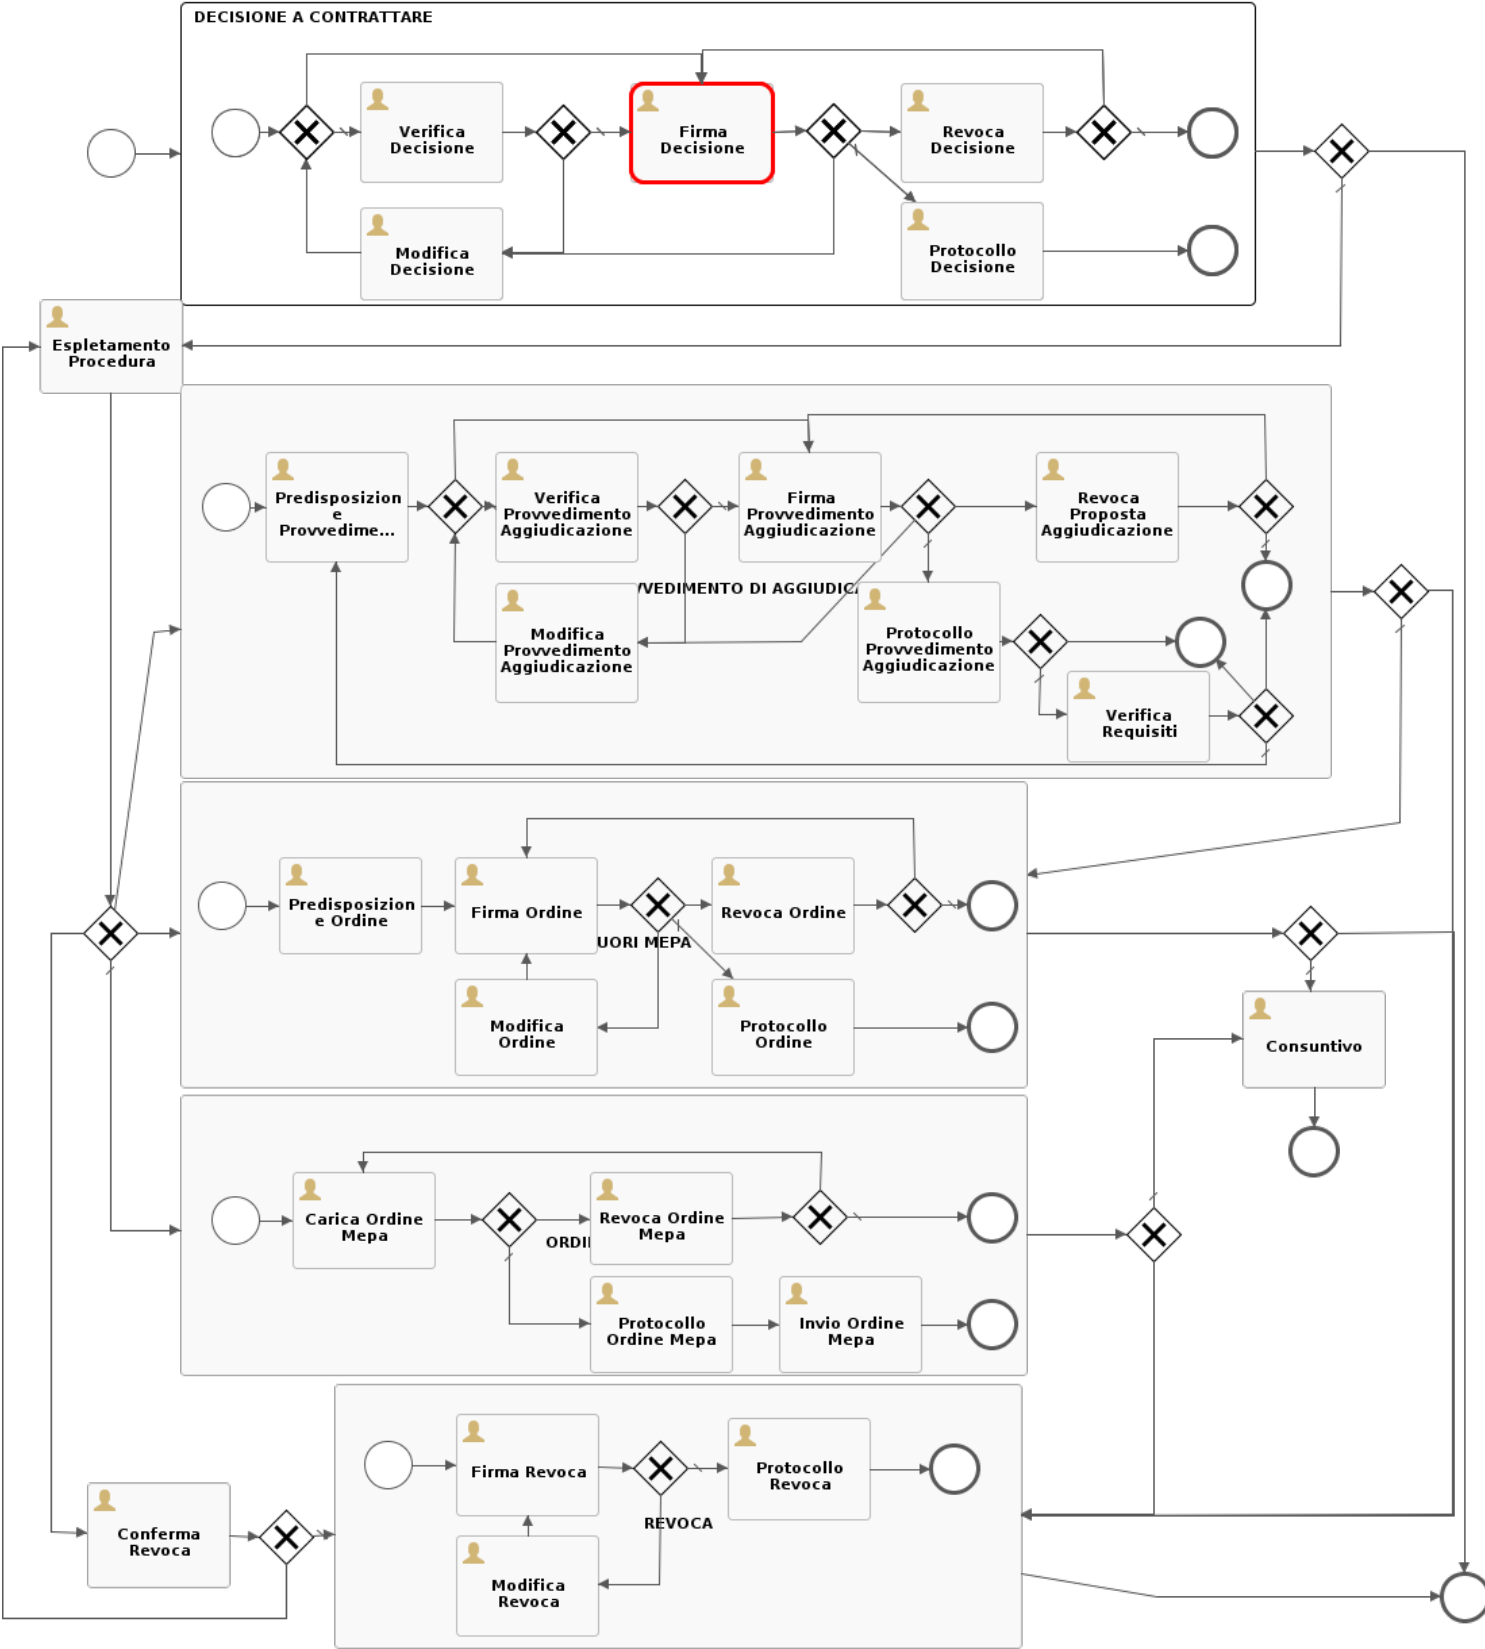 DECISIONE A CONTRATTARE
Verifica
Decisione
Firma
Decisione
Revoca
Decisione
Modifica
Decisione
Protocollo
Decisione
Espletamento
Procedura
Predisposizion
e
Provvedime...
Verifica
Provvedimento
Aggiudicazione
Firma
Provvedimento
Aggiudicazione
Revoca
Proposta
Aggiudicazione
VVEDIMENTO DI AGGIUDIC
Modifica
Provvedimento
Aggiudicazione
Protocollo
Provvedimento
Aggiudicazione
Verifica
Requisiti
Predisposizion
e Ordine
Firma Ordine
Revoca Ordine
UORI MEPA
Modifica
Ordine
Protocollo
Ordine
Consuntivo
Carica Ordine
Mepa
Revoca Ordine
Mepa
ORDI
Protocollo
Ordine Mepa
Invio Ordine
Mepa
Firma Revoca
Protocollo
Revoca
REVOCA
Conferma
Revoca
Modifica
Revoca